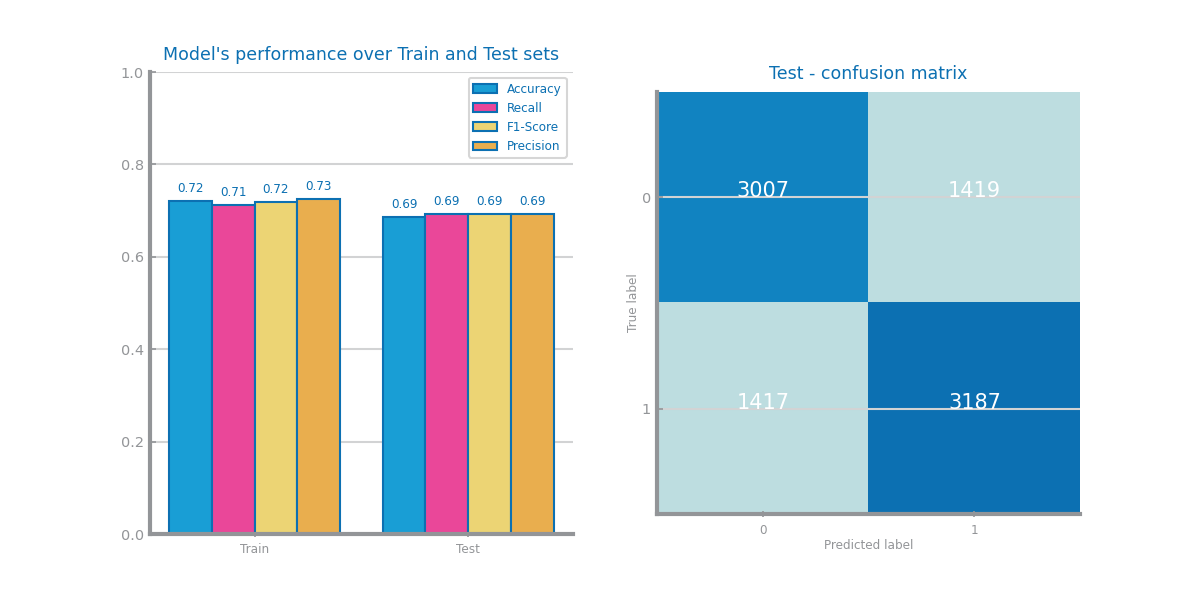 Model's performance over Train and Test sets
1.0
0.8
0.6
0.4
0.2
0.0
Accuracy
Recall
F1-Score
Precision
0.72 0.71 0.72 0.73 0.69 0.69 0.69 0.69
Train Test
Test - confusion matrix
True label
0 3007 1419
1 1417 3187
0 1
Predicted label